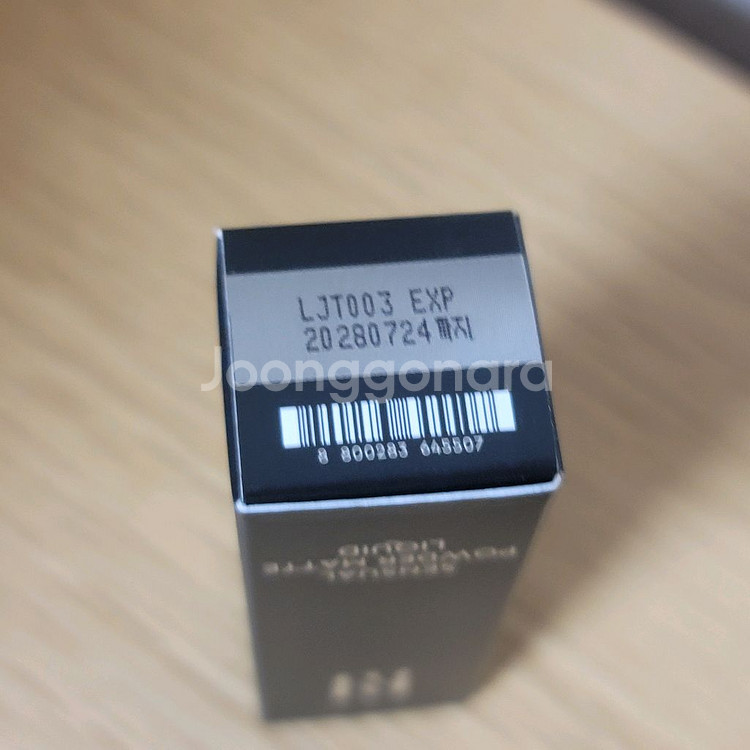 LJT003 EXP
20280724까지
Joonggonara
8 800283 645507
SENSUAL
POWDER MATTE
LIQUID